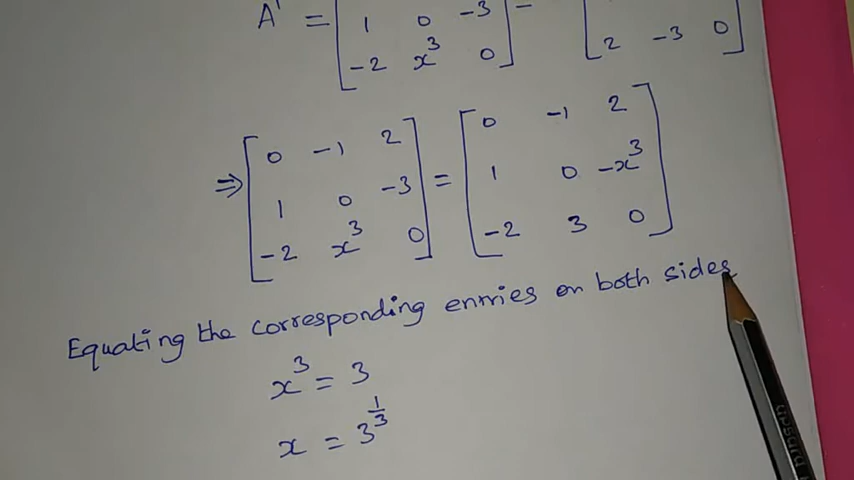 A' = [ 1 0 -3 ] - [
-2 x³ 0 2 -3 0
⇒ [ 0 -1 2 ] = [ 0 -1 2 ]
1 0 -3 1 0 -x³
-2 x³ 0 -2 3 0
Equating the corresponding enries on both sides
x³ = 3
x = 3^(1/3)
apsara